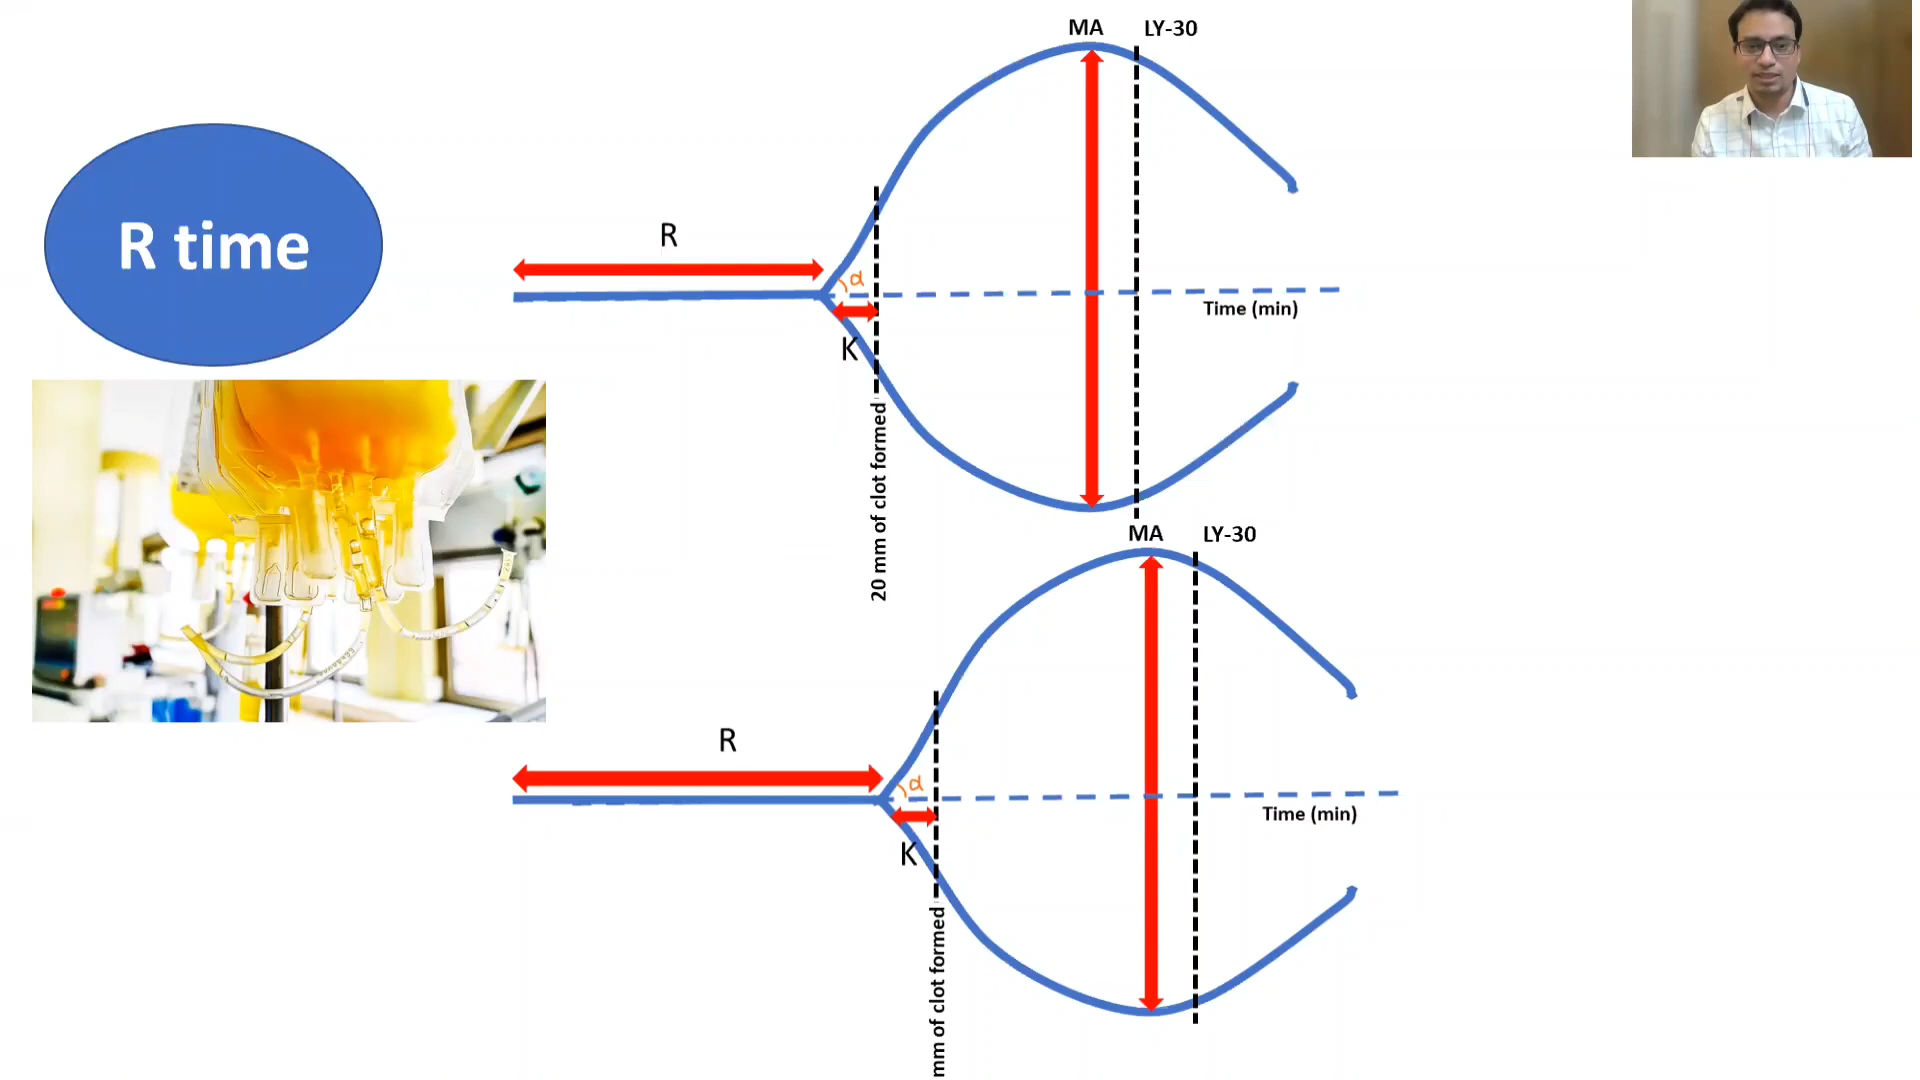 MA LY-30
R time
R
α
Time (min)
K
20 mm of clot formed
MA LY-30
R
α
Time (min)
K
mm of clot formed